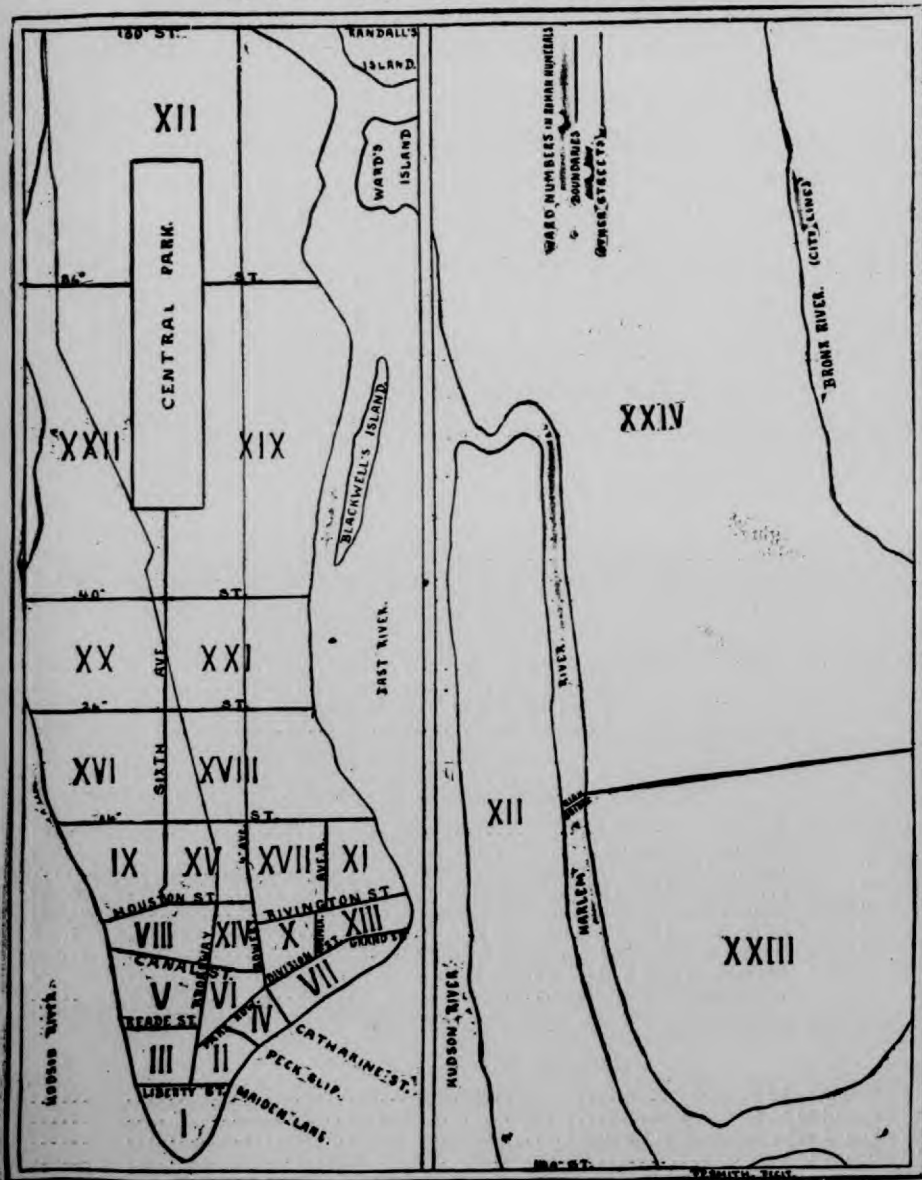 RANDALL'S
ISLAND.
XII
WARD'S
ISLAND
CENTRAL PARK.
ST.
XXII
XIX
BLACKWELL'S ISLAND.
40" ST.
XX
XXI
SIXTH AVE.
EAST RIVER.
ST.
XVI
XVIII
ST.
IX
XV
XVII
XI
HOUSTON ST.
RIVINGTON ST
VIII
XIV
X
XIII
BROADWAY
CANAL ST.
DIVISION ST.
GRAND ST.
V
VI
VII
READE ST.
IV
CATHARINE ST.
III
II
PECK SLIP.
LIBERTY ST.
MAIDEN LANE.
I
HUDSON RIVER.
WARD NUMBERS IN ROMAN NUMERALS
BOUNDARIES
(OTHER STREETS)
BRONX RIVER. (CITY LINES)
XXIV
HARLEM RIVER.
HIGH
BRIDGE
XII
XXIII
HUDSON RIVER
ST.